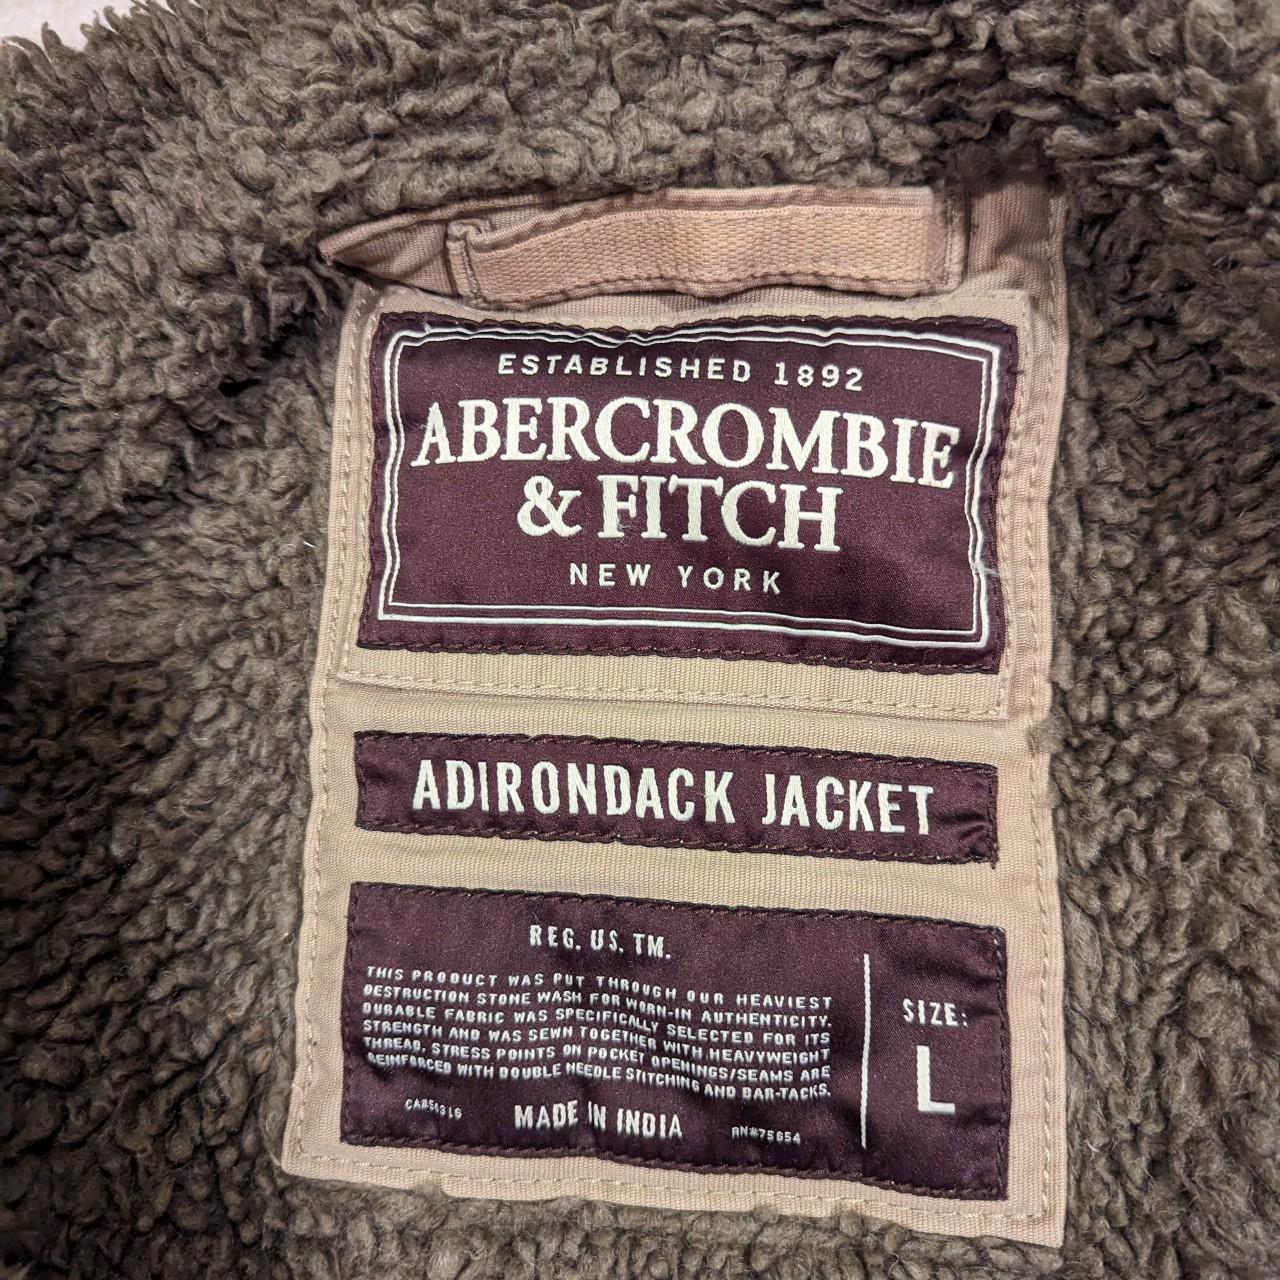 ESTABLISHED 1892
ABERCROMBIE
& FITCH
NEW YORK
ADIRONDACK JACKET
REG. US. TM.
THIS PRODUCT WAS PUT THROUGH OUR HEAVIEST
DESTRUCTION STONE WASH FOR WORN-IN AUTHENTICITY.
DURABLE FABRIC WAS SPECIFICALLY SELECTED FOR ITS
STRENGTH AND WAS SEWN TOGETHER WITH HEAVYWEIGHT
THREAD, STRESS POINTS ON POCKET OPENINGS/SEAMS ARE
REINFORCED WITH DOUBLE NEEDLE STITCHING AND BAR-TACKS.
MADE IN INDIA
RN#75654
SIZE:
L